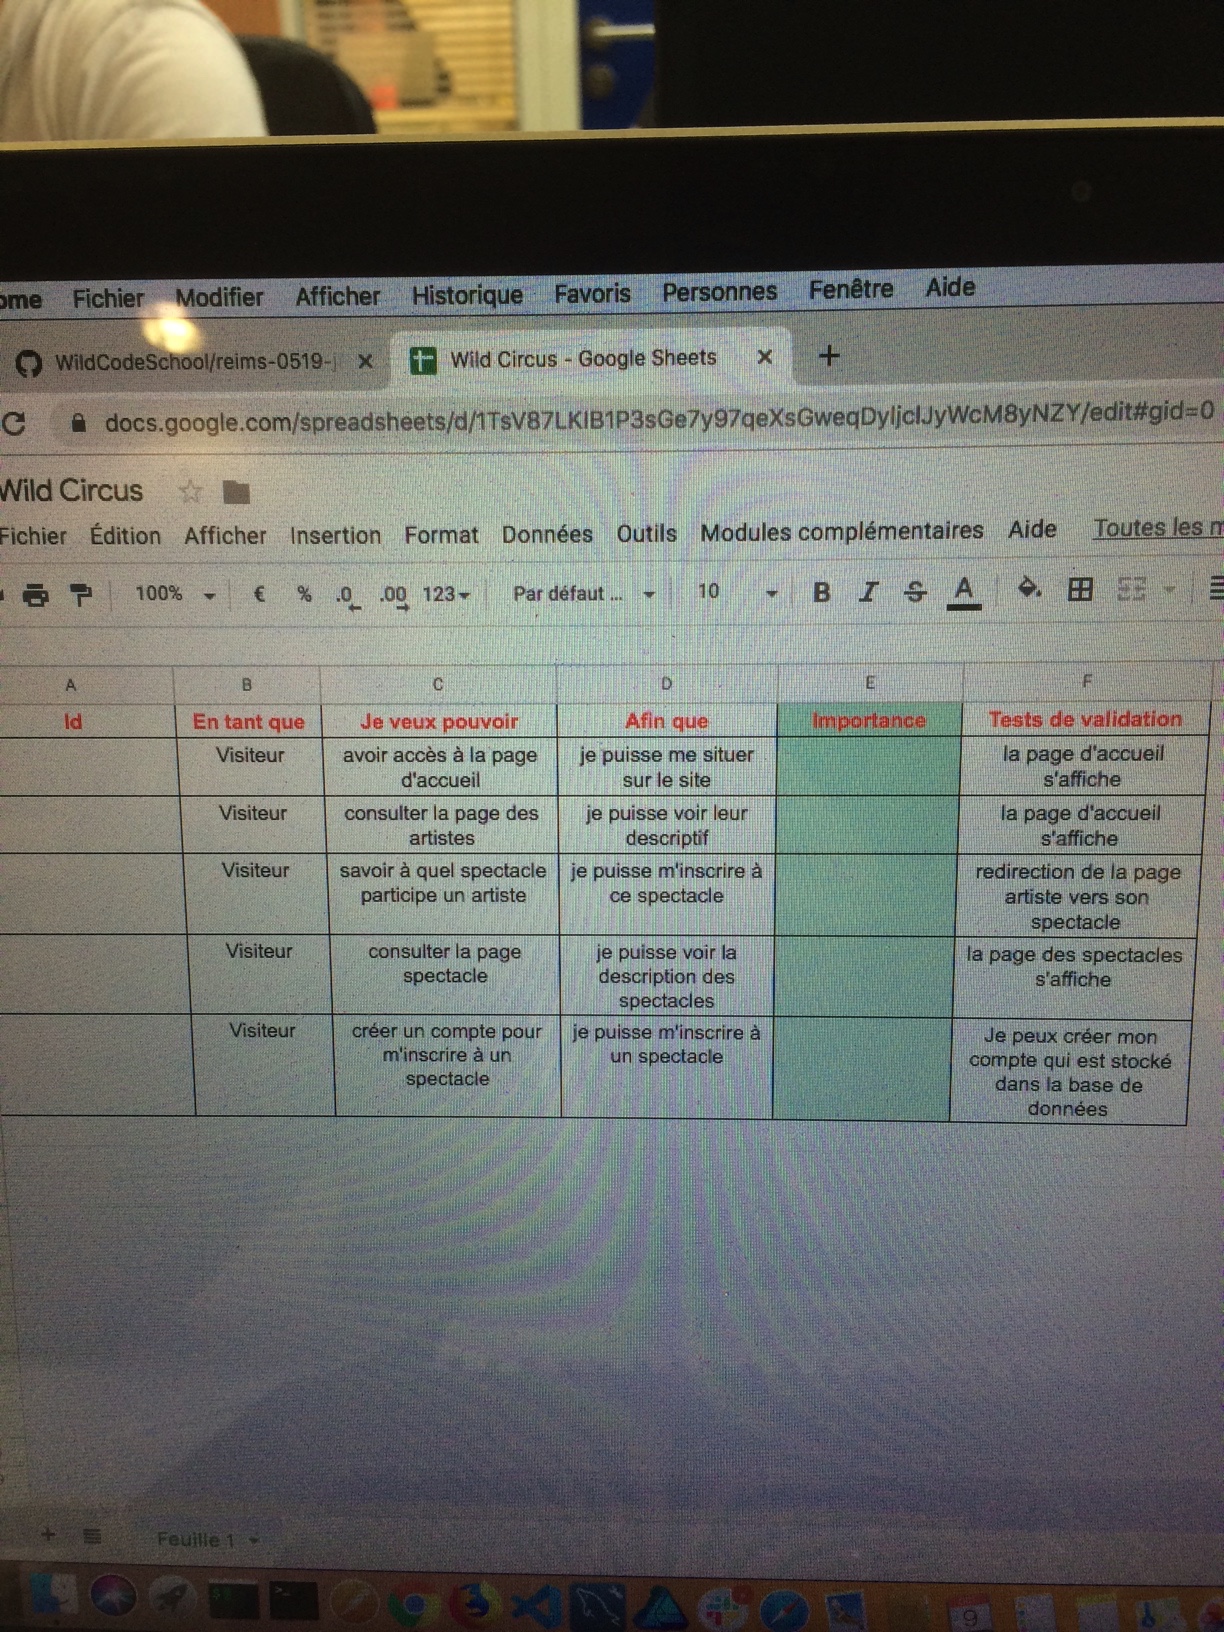 ome Fichier Modifier Afficher Historique Favoris Personnes Fenêtre Aide
WildCodeSchool/reims-0519- Wild Circus - Google Sheets
docs.google.com/spreadsheets/d/1TsV87LKIB1P3sGe7y97qeXsGweqDyljclJyWcM8yNZY/edit#gid=0
Wild Circus
Fichier Édition Afficher Insertion Format Données Outils Modules complémentaires Aide Toutes les m
100% € % .0 .00 123 Par défaut ... 10 B I S A
A B C D E F
Id En tant que Je veux pouvoir Afin que Importance Tests de validation
Visiteur avoir accès à la page je puisse me situer la page d'accueil
d'accueil sur le site s'affiche
Visiteur consulter la page des je puisse voir leur la page d'accueil
artistes descriptif s'affiche
Visiteur savoir à quel spectacle je puisse m'inscrire à redirection de la page
participe un artiste ce spectacle artiste vers son
spectacle
Visiteur consulter la page je puisse voir la la page des spectacles
spectacle description des s'affiche
spectacles
Visiteur créer un compte pour je puisse m'inscrire à Je peux créer mon
m'inscrire à un un spectacle compte qui est stocké
spectacle dans la base de
données
Feuille 1
9